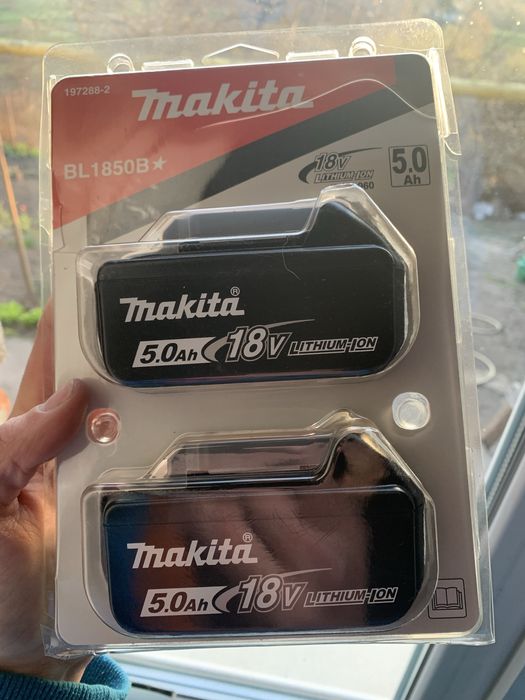 197288-2
makita
BL1850B★
18V
LITHIUM-ION
5.0
Ah
makita®
5.0Ah 18V LITHIUM-ION
makita®
5.0Ah 18V LITHIUM-ION